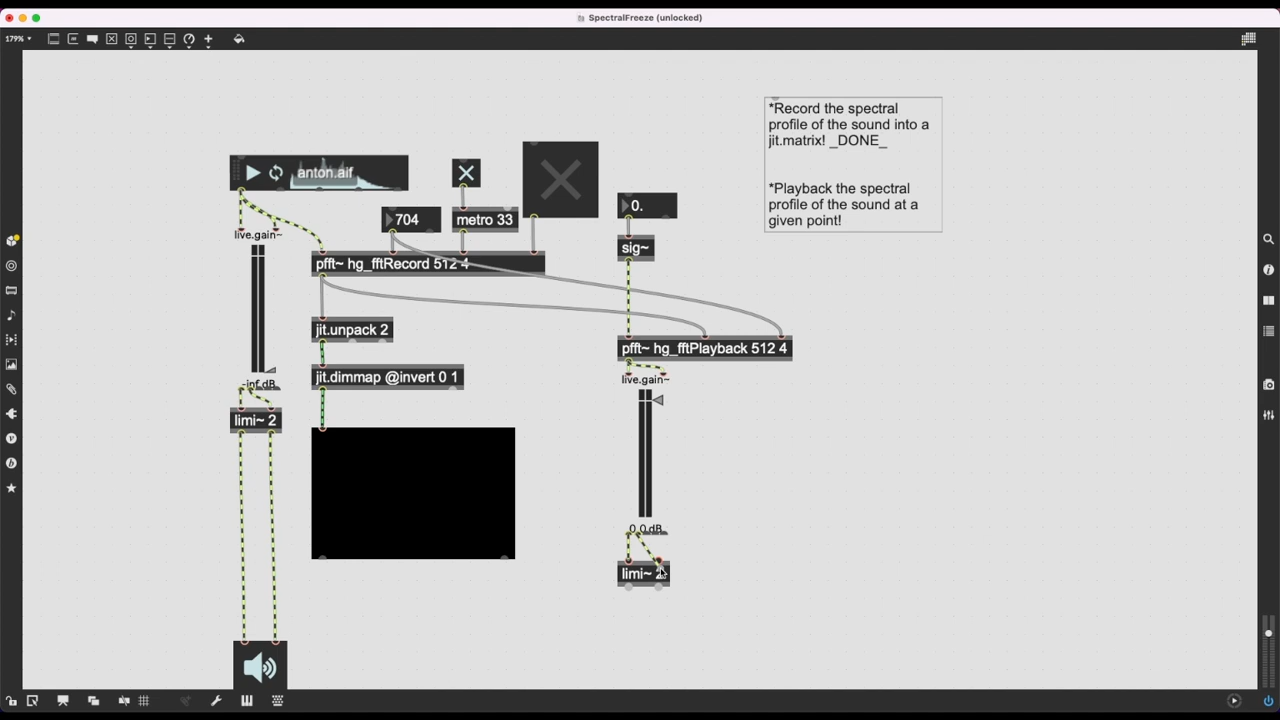 SpectralFreeze (unlocked)
179%
*Record the spectral
profile of the sound into a
jit.matrix! _DONE_
*Playback the spectral
profile of the sound at a
given point!
anton.aif
704
metro 33
0.
live.gain~
sig~
pfft~ hg_fftRecord 512 4
jit.unpack 2
pfft~ hg_fftPlayback 512 4
jit.dimmap @invert 0 1
live.gain~
-inf dB
limi~ 2
0.0 dB
limi~